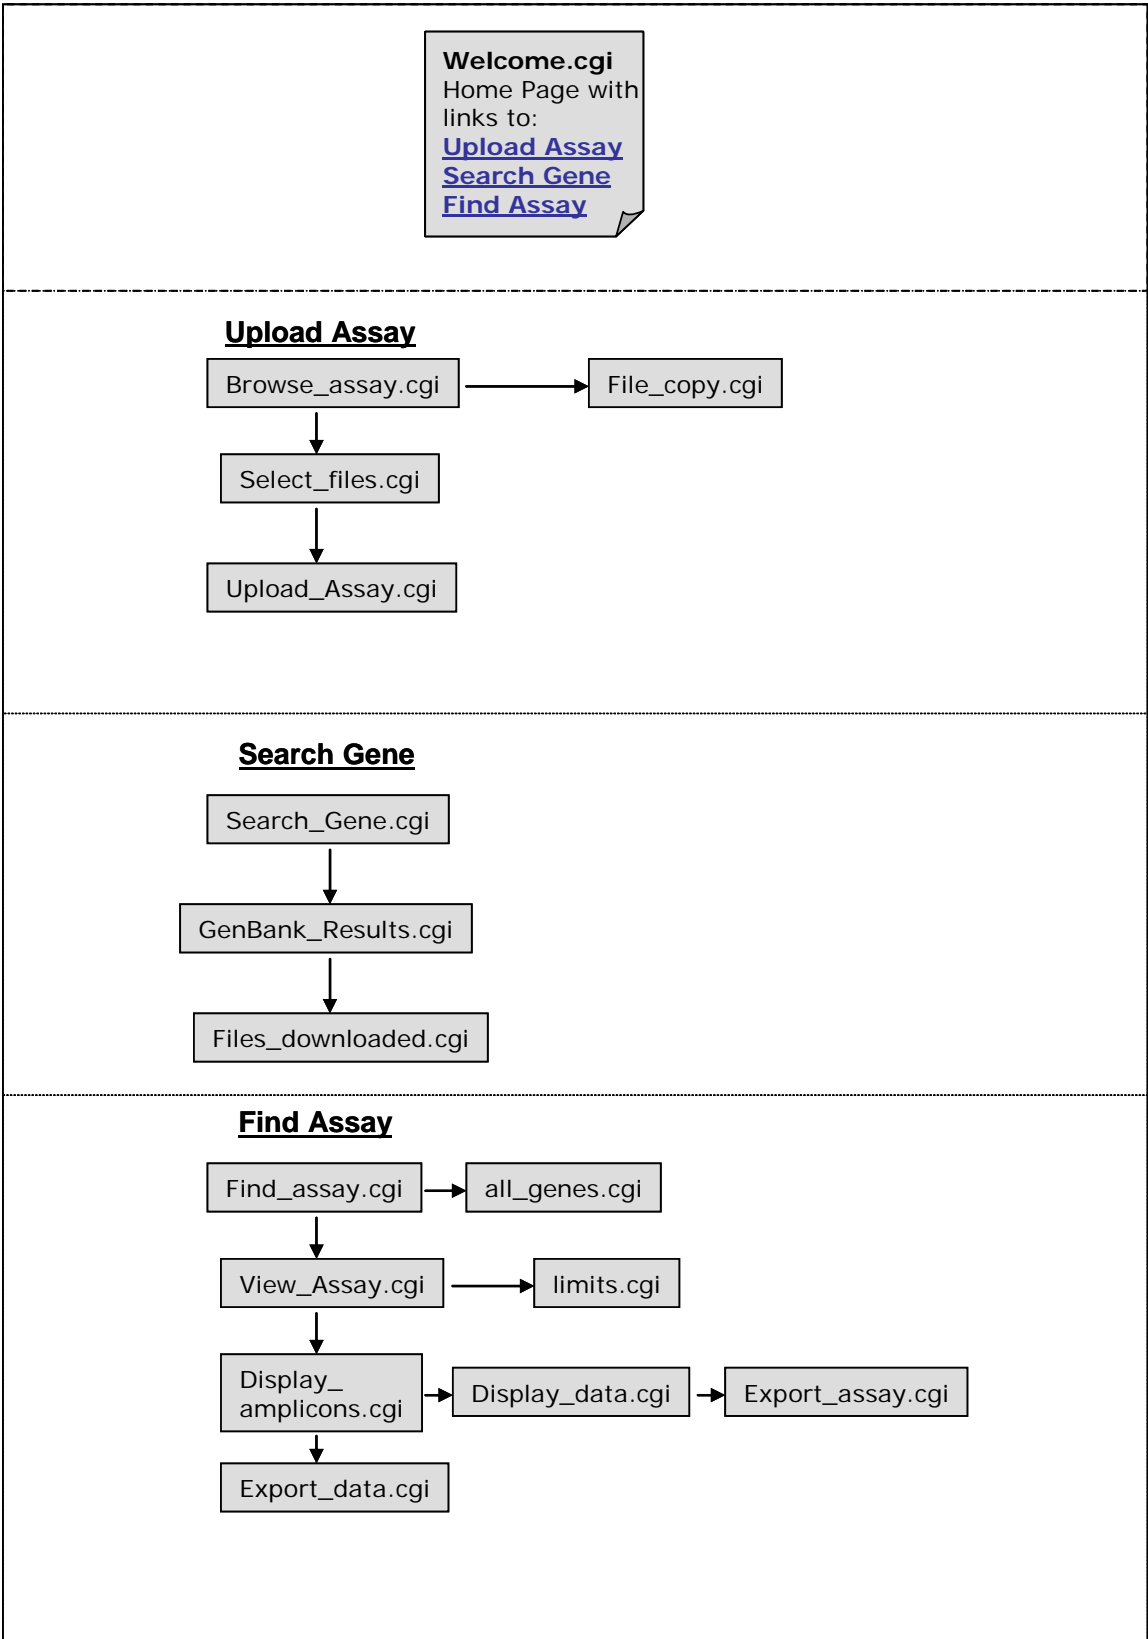 Welcome.cgi
Home Page with
links to:
Upload Assay
Search Gene
Find Assay
Upload Assay
Browse_assay.cgi
File_copy.cgi
Select_files.cgi
Upload_Assay.cgi
Search Gene
Search_Gene.cgi
GenBank_Results.cgi
Files_downloaded.cgi
Find Assay
Find_assay.cgi
all_genes.cgi
View_Assay.cgi
limits.cgi
Display_
amplicons.cgi
Display_data.cgi
Export_assay.cgi
Export_data.cgi